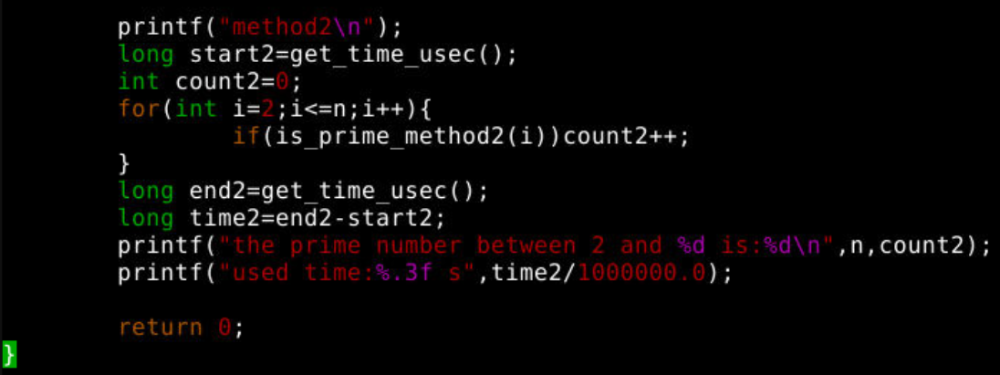 printf("method2\n");
long start2=get_time_usec();
int count2=0;
for(int i=2;i<=n;i++){
if(is_prime_method2(i))count2++;
}
long end2=get_time_usec();
long time2=end2-start2;
printf("the prime number between 2 and %d is:%d\n",n,count2);
printf("used time:%.3f s",time2/1000000.0);
return 0;
}